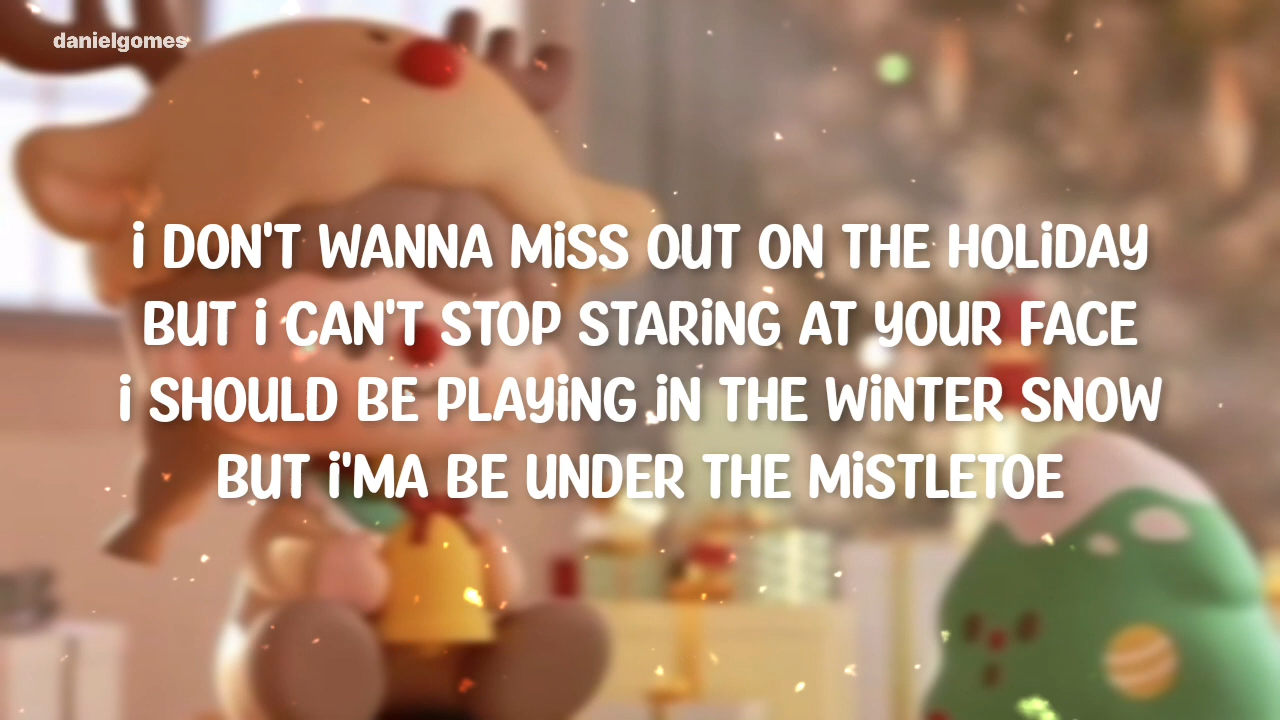 danielgomes
i DON'T WANNA MiSS OUT ON THE HOLiDAY
BUT i CAN'T STOP STARiNG AT YOUR FACE
i SHOULD BE PLAYiNG iN THE WiNTER SNOW
BUT i'MA BE UNDER THE MiSTLETOE